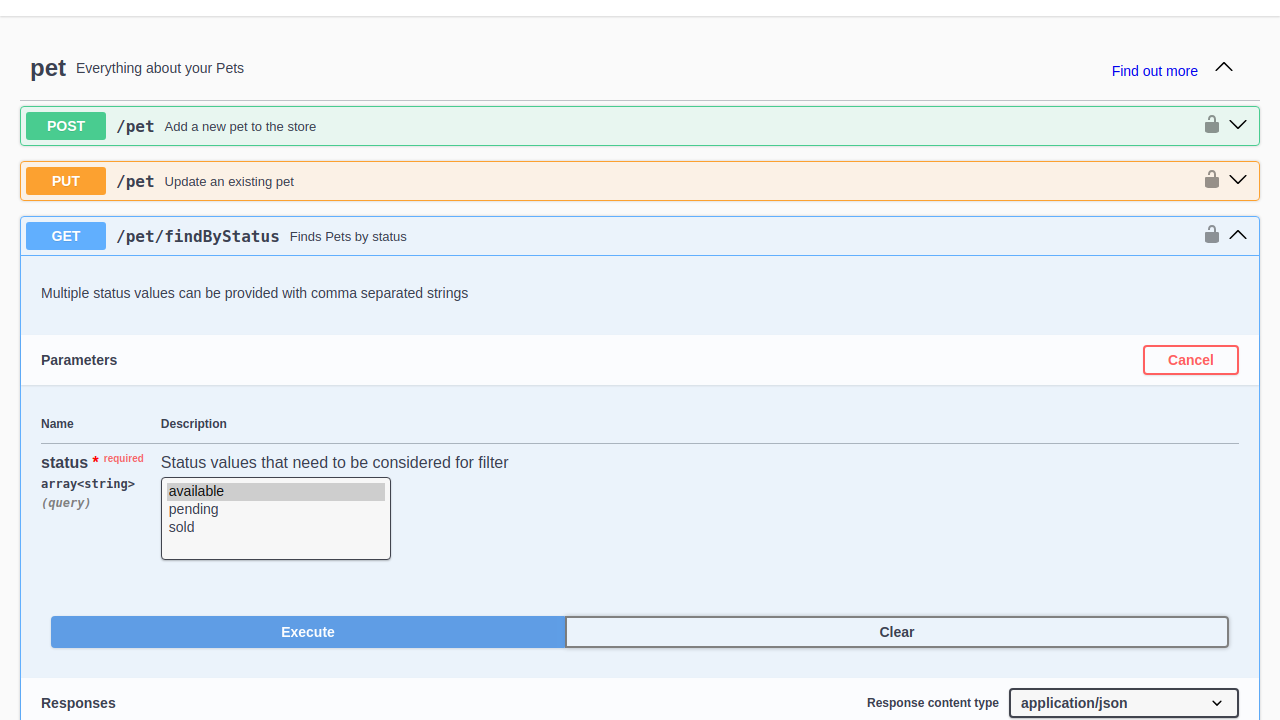 pet Everything about your Pets Find out more
POST /pet Add a new pet to the store
PUT /pet Update an existing pet
GET /pet/findByStatus Finds Pets by status
Multiple status values can be provided with comma separated strings
Parameters Cancel
Name Description
status * required Status values that need to be considered for filter
array<string>
(query)
available
pending
sold
Execute Clear
Responses Response content type application/json